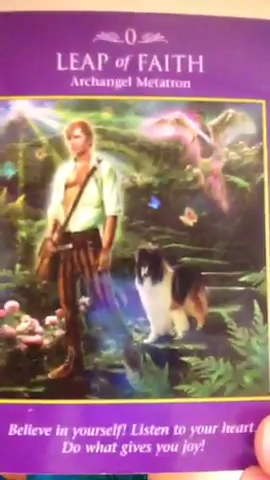 0
LEAP of FAITH
Archangel Metatron
Believe in yourself! Listen to your heart.
Do what gives you joy!